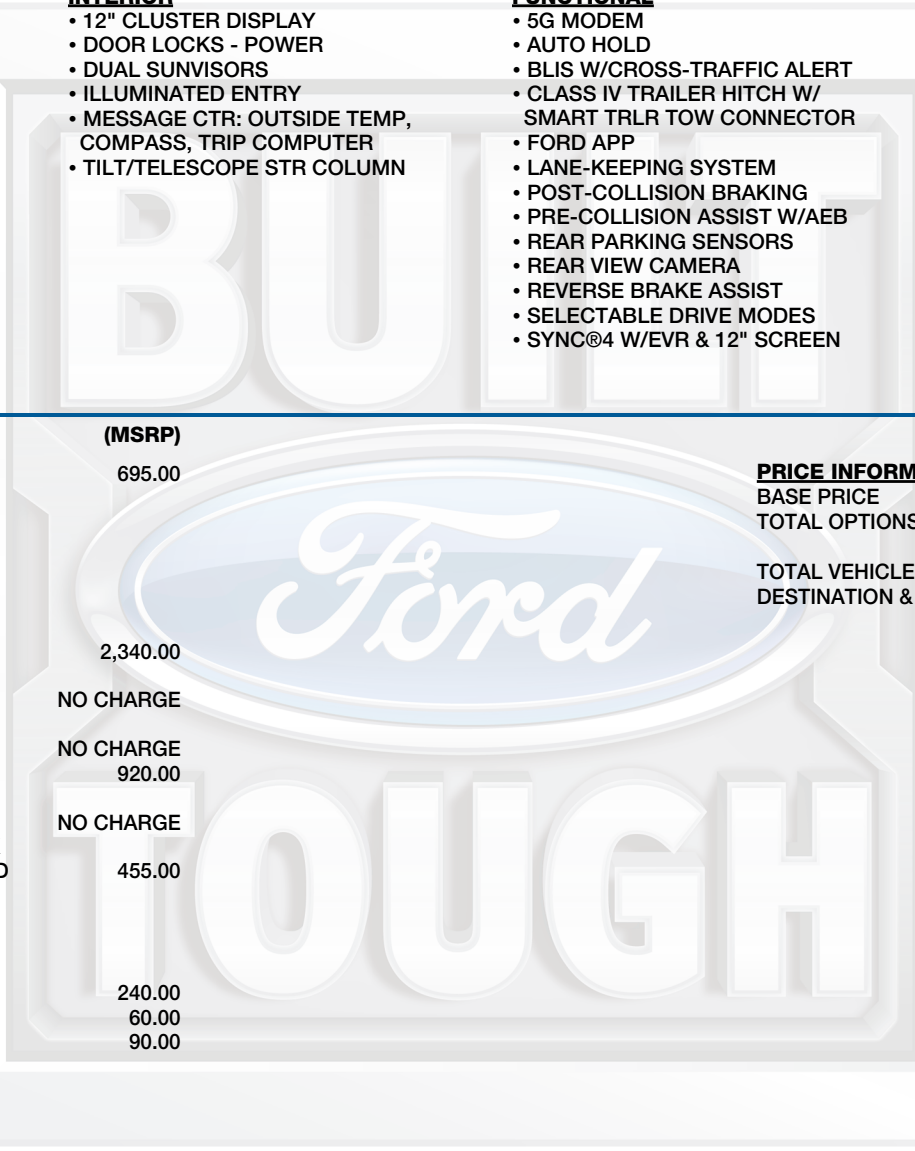 INTERIOR
• 12" CLUSTER DISPLAY
• DOOR LOCKS - POWER
• DUAL SUNVISORS
• ILLUMINATED ENTRY
• MESSAGE CTR: OUTSIDE TEMP,
COMPASS, TRIP COMPUTER
• TILT/TELESCOPE STR COLUMN
FUNCTIONAL
• 5G MODEM
• AUTO HOLD
• BLIS W/CROSS-TRAFFIC ALERT
• CLASS IV TRAILER HITCH W/
SMART TRLR TOW CONNECTOR
• FORD APP
• LANE-KEEPING SYSTEM
• POST-COLLISION BRAKING
• PRE-COLLISION ASSIST W/AEB
• REAR PARKING SENSORS
• REAR VIEW CAMERA
• REVERSE BRAKE ASSIST
• SELECTABLE DRIVE MODES
• SYNC®4 W/EVR & 12" SCREEN
BUILT
Ford
TOUGH
(MSRP)
695.00
2,340.00
NO CHARGE
NO CHARGE
920.00
NO CHARGE
D 455.00
240.00
60.00
90.00
PRICE INFORM
BASE PRICE
TOTAL OPTIONS
TOTAL VEHICLE
DESTINATION &